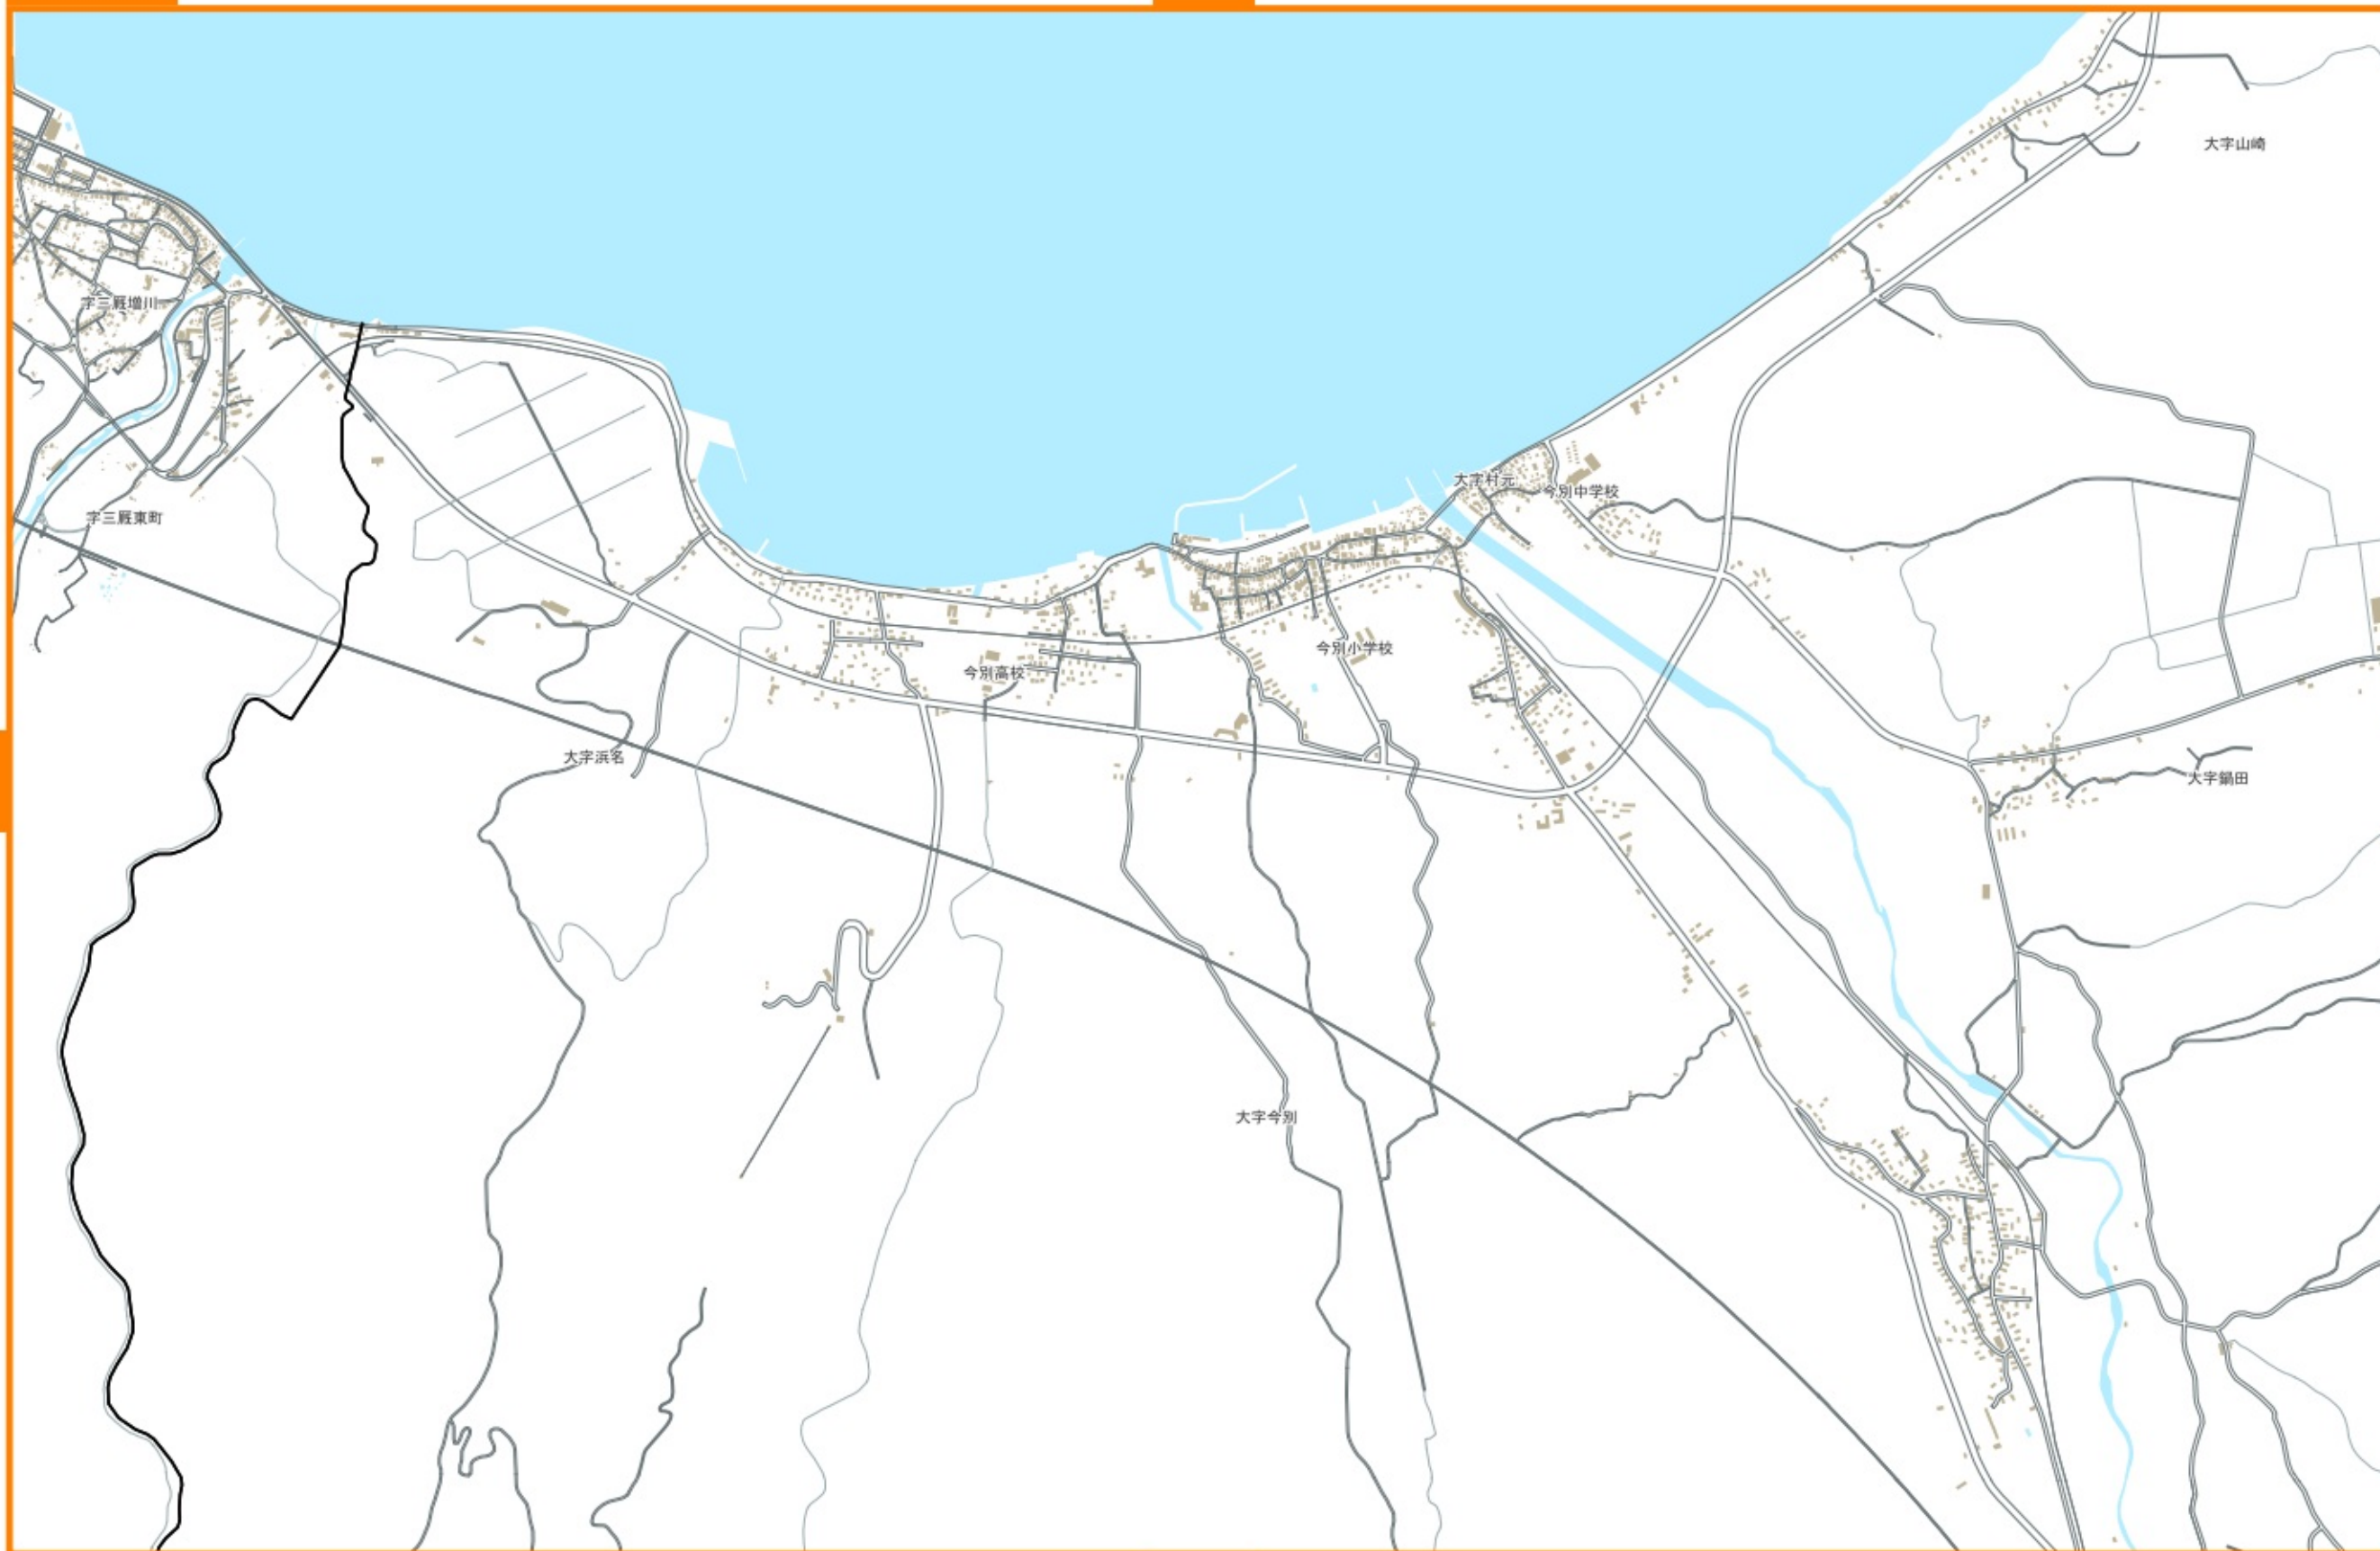 大字山崎
字三厩増川
大字村元
今別中学校
字三厩東町
今別小学校
今別高校
大字浜名
大字鍋田
大字今別